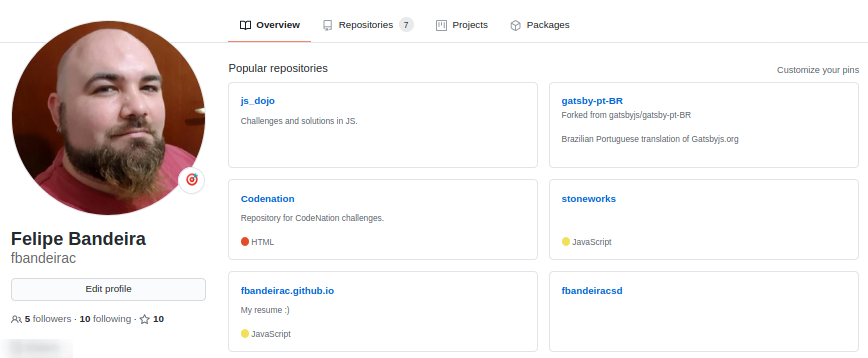 Overview
Repositories 7
Projects
Packages
Popular repositories
Customize your pins
js_dojo
Challenges and solutions in JS.
gatsby-pt-BR
Forked from gatsbyjs/gatsby-pt-BR
Brazilian Portuguese translation of Gatsbyjs.org
Codenation
Repository for CodeNation challenges.
HTML
stoneworks
JavaScript
fbandeirac.github.io
My resume :)
JavaScript
fbandeiracsd
Felipe Bandeira
fbandeirac
Edit profile
5 followers · 10 following · 10